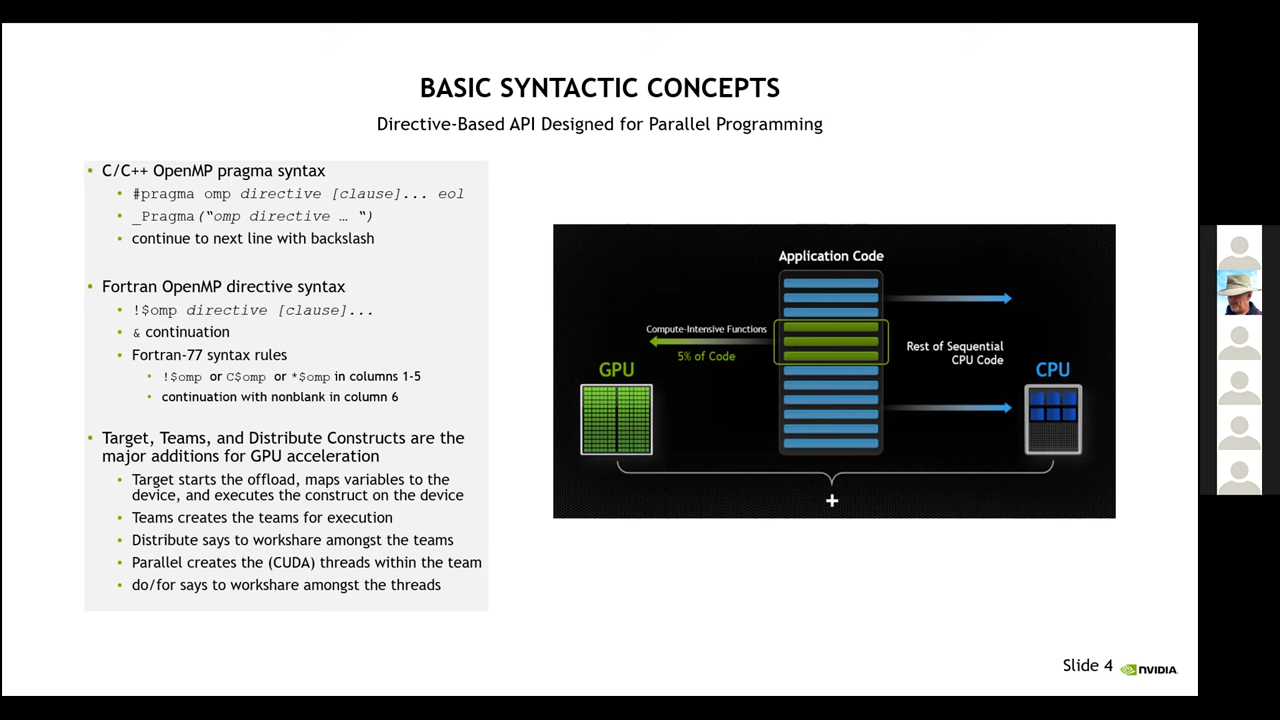 BASIC SYNTACTIC CONCEPTS
Directive-Based API Designed for Parallel Programming
• C/C++ OpenMP pragma syntax
• #pragma omp directive [clause]... eol
• _Pragma(“omp directive … “)
• continue to next line with backslash
• Fortran OpenMP directive syntax
• !$omp directive [clause]...
• & continuation
• Fortran-77 syntax rules
• !$omp or C$omp or *$omp in columns 1-5
• continuation with nonblank in column 6
• Target, Teams, and Distribute Constructs are the
major additions for GPU acceleration
• Target starts the offload, maps variables to the
device, and executes the construct on the device
• Teams creates the teams for execution
• Distribute says to workshare amongst the teams
• Parallel creates the (CUDA) threads within the team
• do/for says to workshare amongst the threads
Application Code
Compute-Intensive Functions
5% of Code
GPU
Rest of Sequential
CPU Code
CPU
+
Slide 4
NVIDIA.